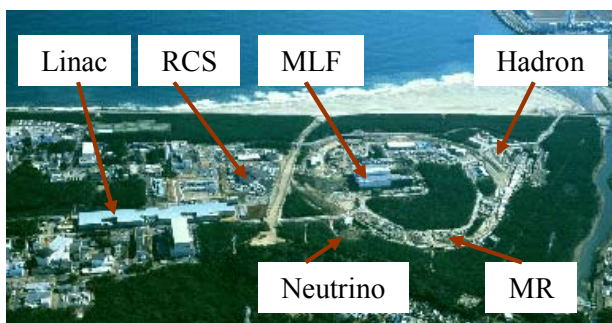 Linac
RCS
MLF
Hadron
Neutrino
MR